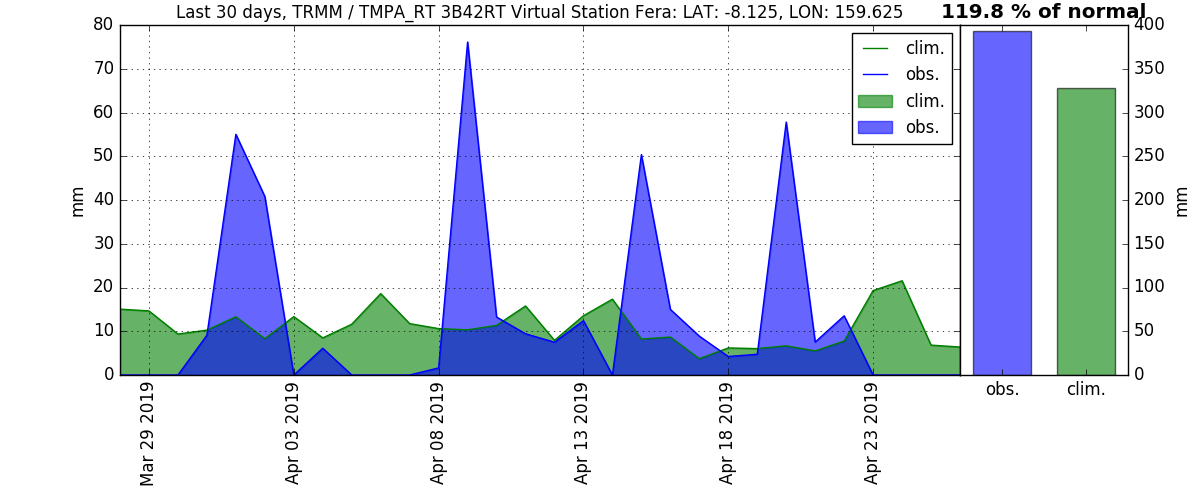 Last 30 days, TRMM / TMPA_RT 3B42RT Virtual Station Fera: LAT: -8.125, LON: 159.625
119.8 % of normal
mm
80
70
60
50
40
30
20
10
0
clim.
obs.
clim.
obs.
Mar 29 2019
Apr 03 2019
Apr 08 2019
Apr 13 2019
Apr 18 2019
Apr 23 2019
400
350
300
250
200
150
100
50
0
mm
obs.
clim.